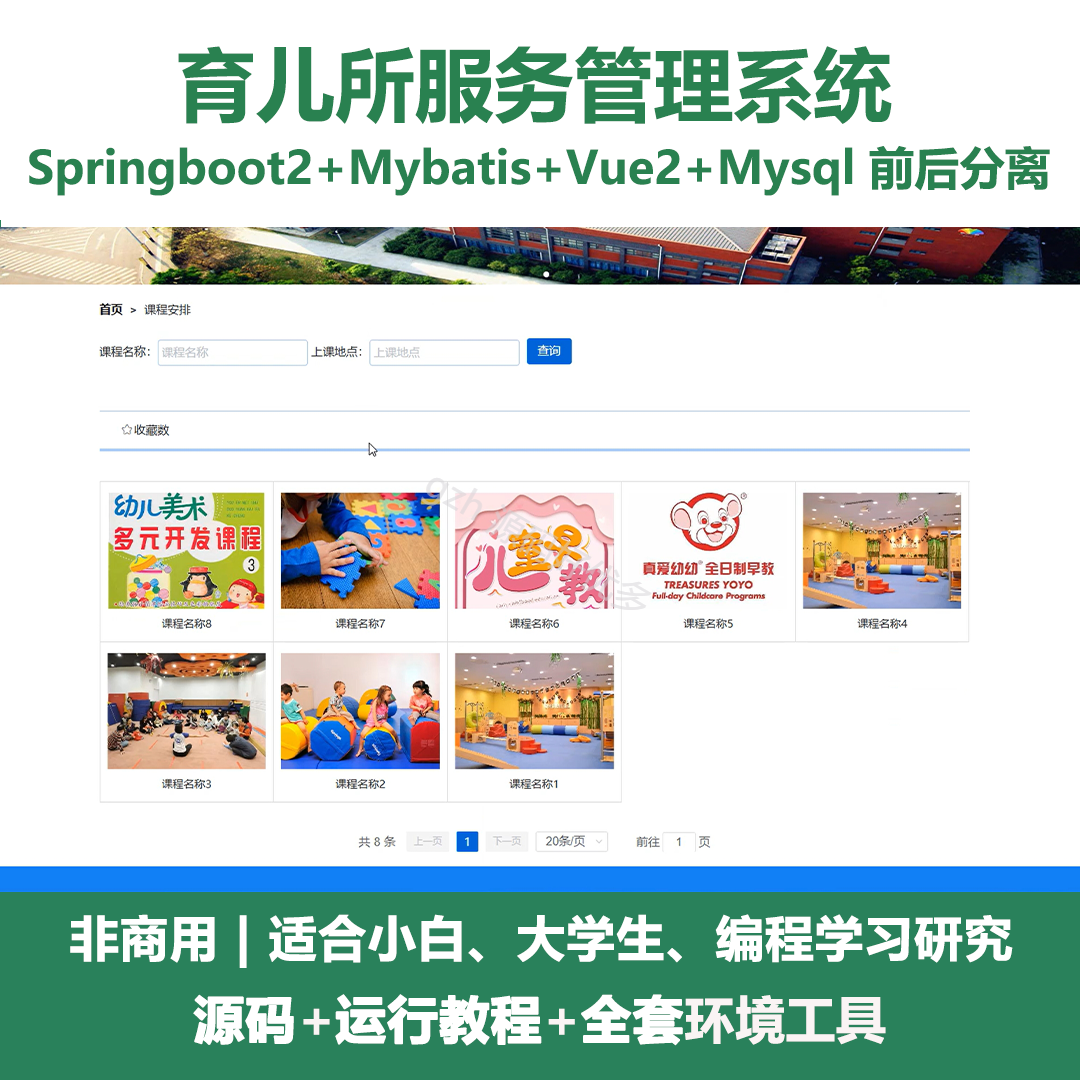 育儿所服务管理系统
Springboot2+Mybatis+Vue2+Mysql 前后分离
首页 > 课程安排
课程名称: 课程名称 上课地点: 上课地点 查询
收藏数
幼儿美术
多元开发课程
3
儿童早教
真爱幼幼® 全日制早教
TREASURES YOYO
Full-day Childcare Programs
课程名称8 课程名称7 课程名称6 课程名称5 课程名称4
课程名称3 课程名称2 课程名称1
共 8 条 上一页 1 下一页 20条/页 前往 1 页
非商用 | 适合小白、大学生、编程学习研究
源码+运行教程+全套环境工具